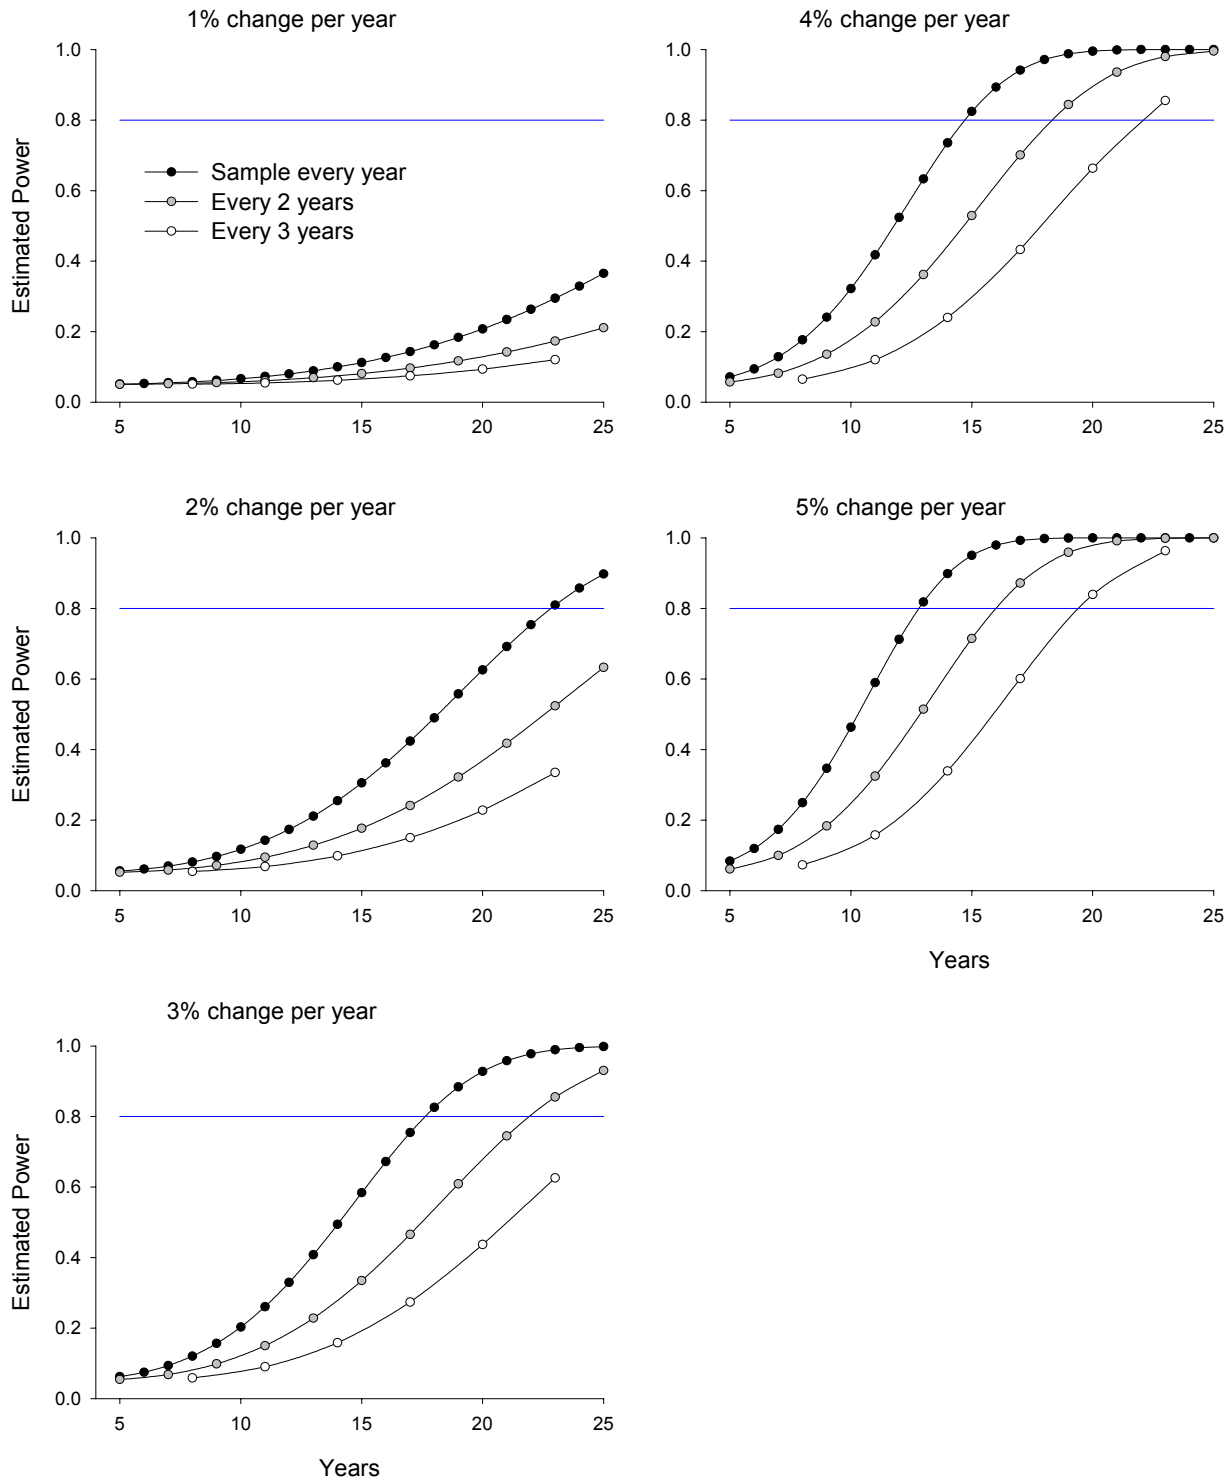 1% change per year
1.0
0.8
0.6
0.4
0.2
0.0
Estimated Power
Sample every year
Every 2 years
Every 3 years
5 10 15 20 25
4% change per year
1.0
0.8
0.6
0.4
0.2
0.0
5 10 15 20 25
2% change per year
1.0
0.8
0.6
0.4
0.2
0.0
Estimated Power
5 10 15 20 25
5% change per year
1.0
0.8
0.6
0.4
0.2
0.0
5 10 15 20 25
Years
3% change per year
1.0
0.8
0.6
0.4
0.2
0.0
Estimated Power
5 10 15 20 25
Years